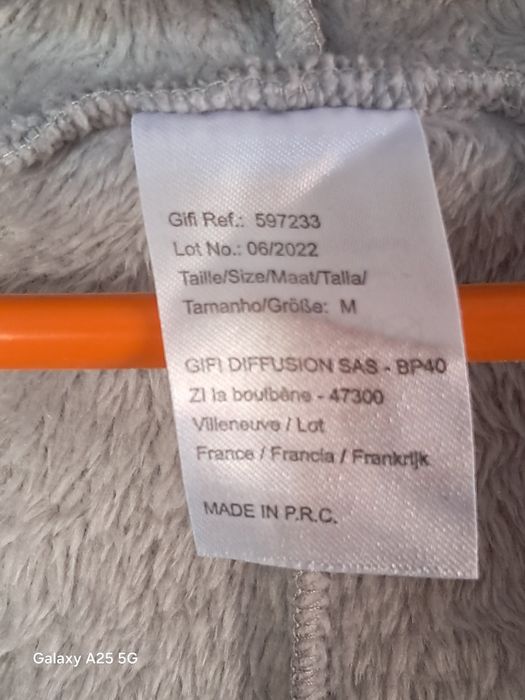 Gifi Ref.: 597233
Lot No.: 06/2022
Taille/Size/Maat/Talla/
Tamanho/Größe: M
GIFI DIFFUSION SAS - BP40
ZI la boulbène - 47300
Villeneuve / Lot
France / Francia / Frankrijk
MADE IN P.R.C.
Galaxy A25 5G